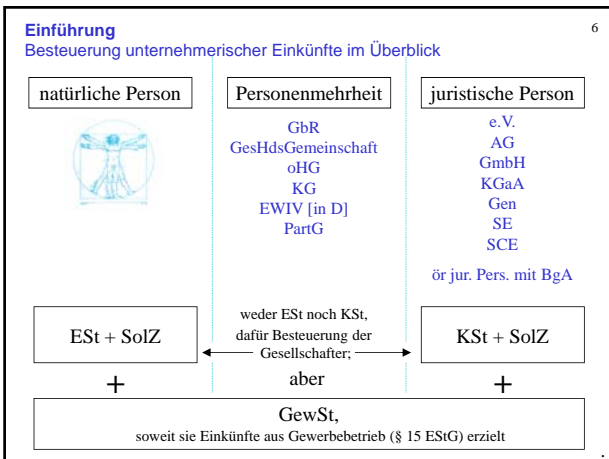 Einführung
6
Besteuerung unternehmerischer Einkünfte im Überblick
natürliche Person
Personenmehrheit
GbR
GesHdsGemeinschaft
oHG
KG
EWIV [in D]
PartG
juristische Person
e.V.
AG
GmbH
KGaA
Gen
SE
SCE
ör jur. Pers. mit BgA
ESt + SolZ
weder ESt noch KSt,
dafür Besteuerung der
Gesellschafter;
aber
KSt + SolZ
+
+
GewSt,
soweit sie Einkünfte aus Gewerbebetrieb (§ 15 EStG) erzielt
.